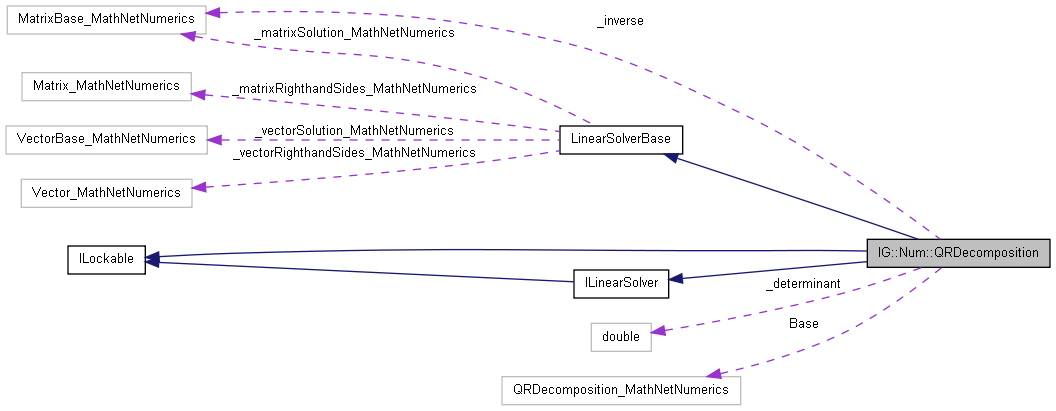 MatrixBase_MathNetNumerics
_inverse
_matrixSolution_MathNetNumerics
Matrix_MathNetNumerics
_matrixRighthandSides_MathNetNumerics
VectorBase_MathNetNumerics
_vectorSolution_MathNetNumerics
LinearSolverBase
_vectorRighthandSides_MathNetNumerics
Vector_MathNetNumerics
ILockable
IG::Num::QRDecomposition
ILinearSolver
_determinant
double
Base
QRDecomposition_MathNetNumerics